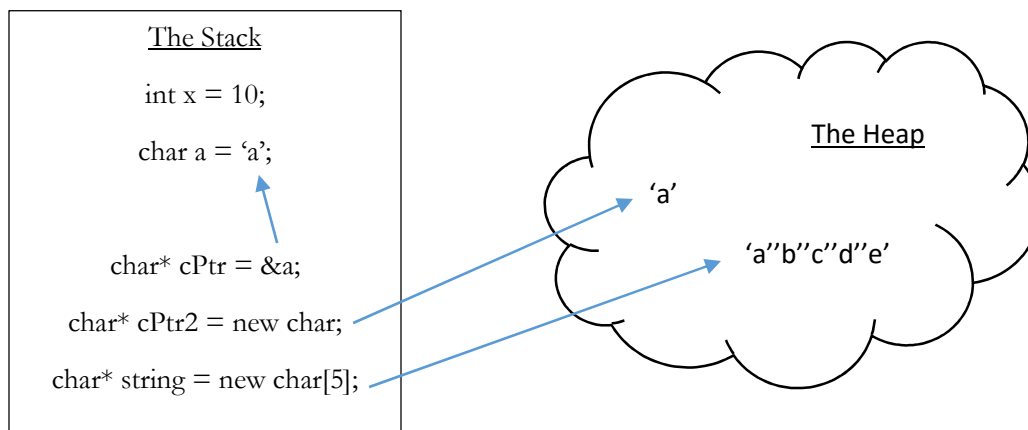 The Stack
int x = 10;
char a = ‘a’;
char* cPtr = &a;
char* cPtr2 = new char;
char* string = new char[5];
The Heap
‘a’
‘a’’b’’c’’d’’e’